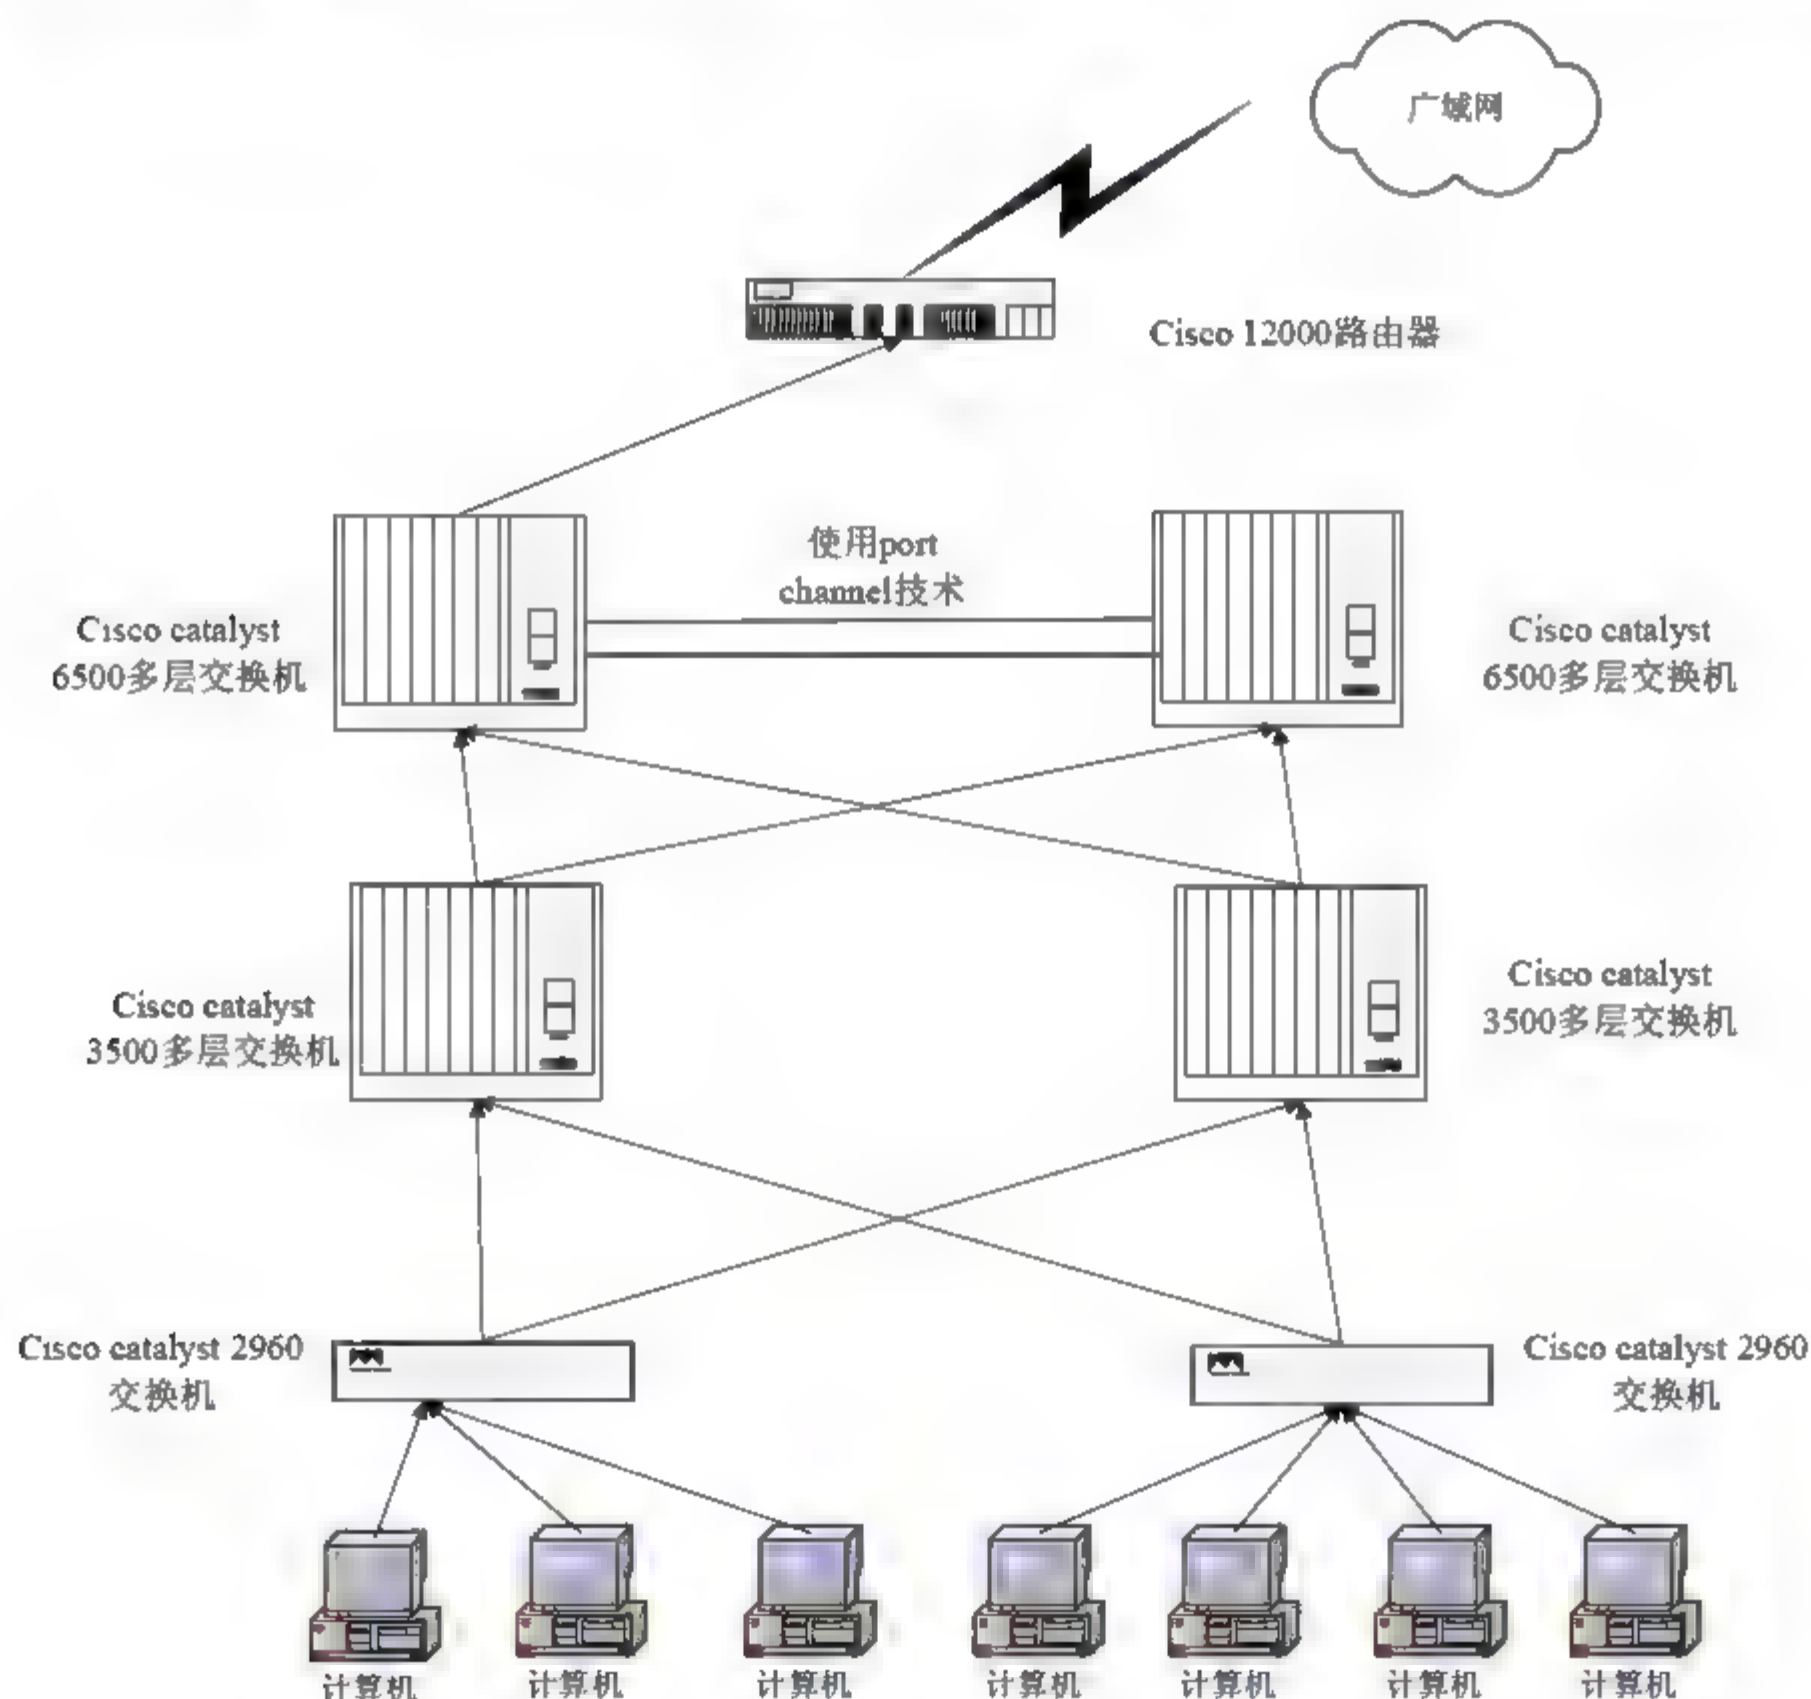 广域网
Cisco 12000路由器
使用port
channel技术
Cisco catalyst
6500多层交换机
Cisco catalyst
6500多层交换机
Cisco catalyst
3500多层交换机
Cisco catalyst
3500多层交换机
Cisco catalyst 2960
交换机
Cisco catalyst 2960
交换机
计算机
计算机
计算机
计算机
计算机
计算机
计算机